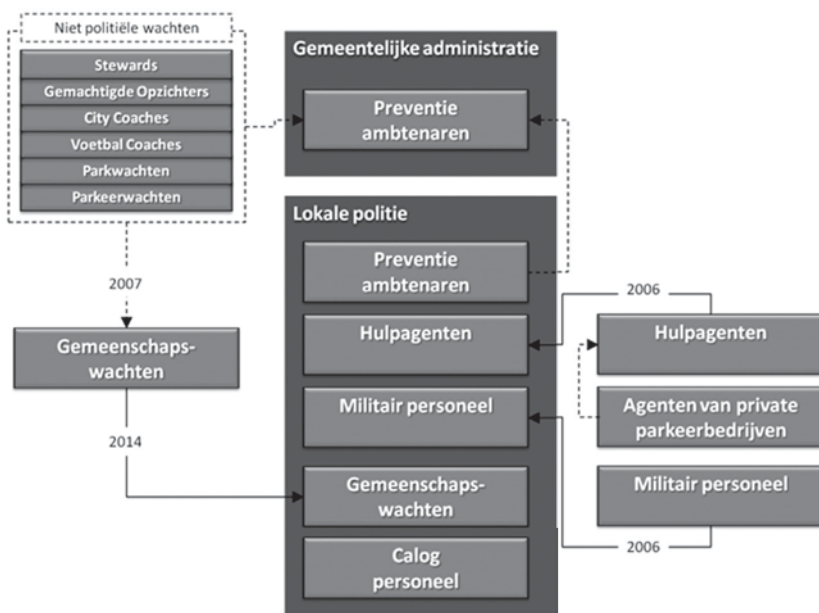 Niet politiële wachten
Stewards
Gemachtigde Opzichters
City Coaches
Voetbal Coaches
Parkwachten
Parkeerwachten
2007
Gemeenschaps-
wachten
2014
Gemeentelijke administratie
Preventie
ambtenaren
Lokale politie
Preventie
ambtenaren
Hulpagenten
Militair personeel
Gemeenschaps-
wachten
Calog
personeel
2006
Hulpagenten
Agenten van private
parkeerbedrijven
Militair personeel
2006